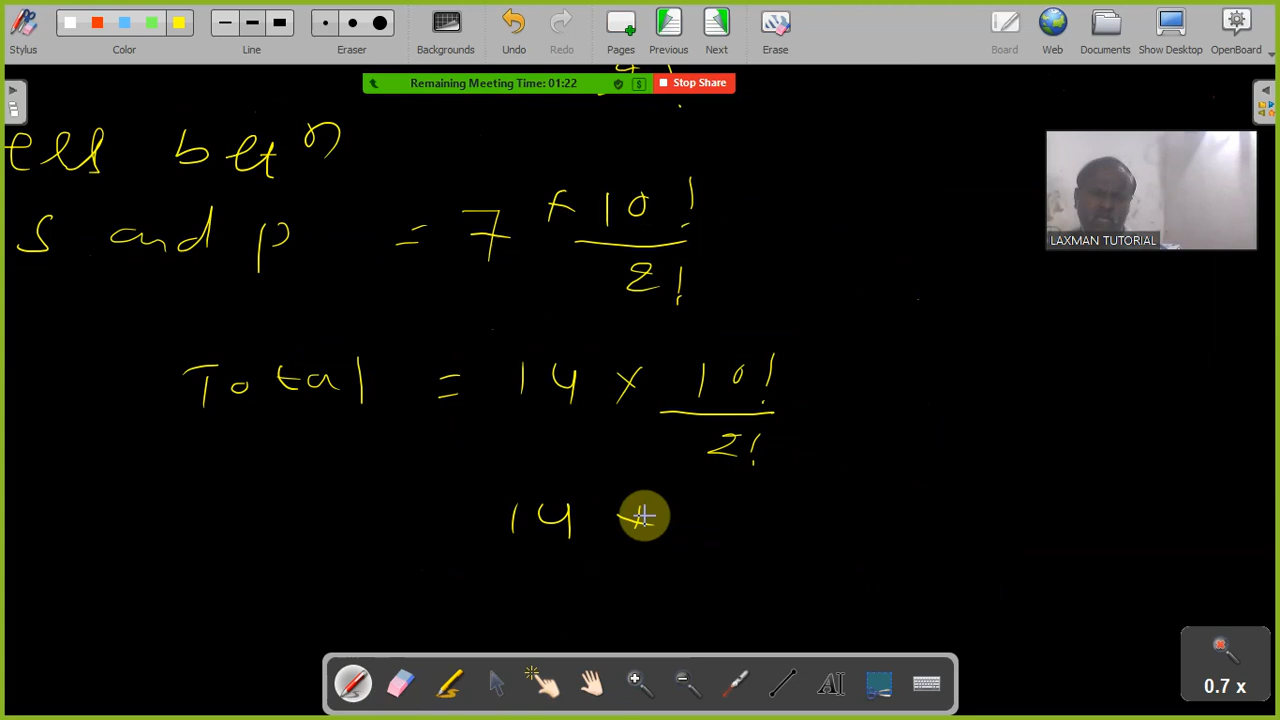 Stylus Color Line Eraser Backgrounds Undo Redo Pages Previous Next Erase Board Web Documents Show Desktop OpenBoard
Remaining Meeting Time: 01:22 Stop Share
betn
s and p = 7 × 10!
2!
LAXMAN TUTORIAL
Total = 14 × 10!
2!
14 ×
0.7 x